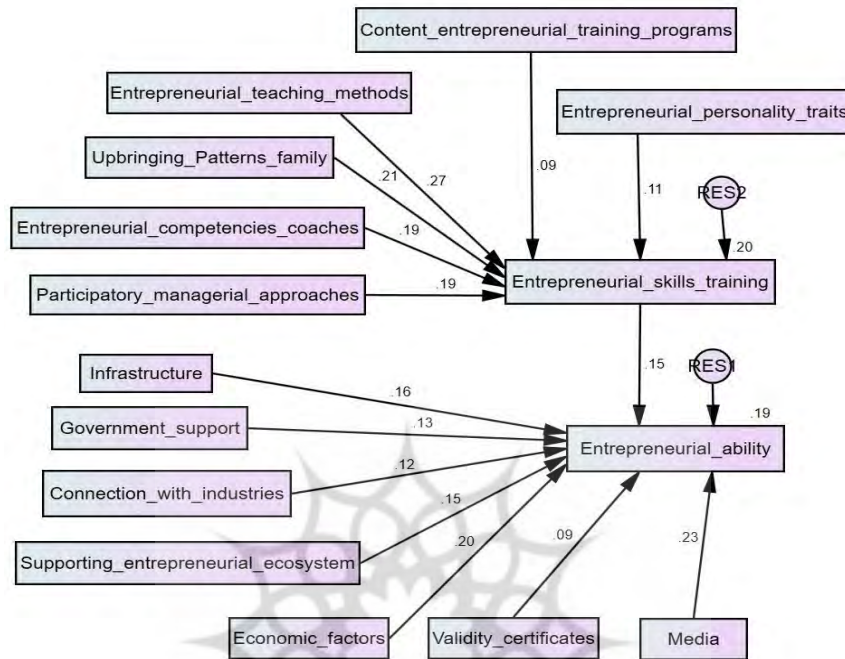 Content_entrepreneurial_training_programs
Entrepreneurial_teaching_methods
Entrepreneurial_personality_traits
Upbringing_Patterns_family
.21
.27
.09
.11
RES2
Entrepreneurial_competencies_coaches
.19
.20
Participatory_managerial_approaches
.19
Entrepreneurial_skills_training
Infrastructure
.16
.15
RES1
Government_support
.13
.19
Entrepreneurial_ability
Connection_with_industries
.12
.15
Supporting_entrepreneurial_ecosystem
.20
.09
.23
Economic_factors
Validity_certificates
Media